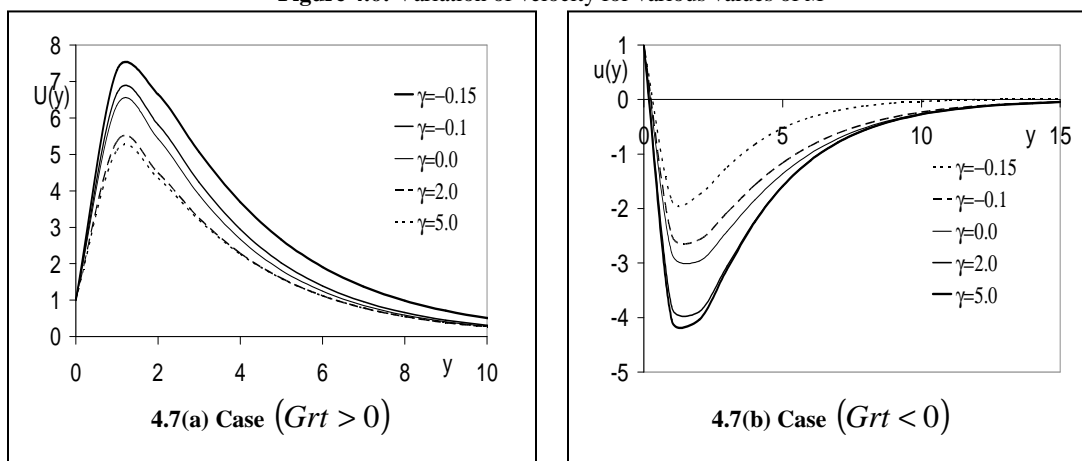 Figure 4.6: Variation of velocity for various values of M
8
7
6
5
4
3
2
1
0
U(y)
γ=−0.15
γ=−0.1
γ=0.0
γ=2.0
γ=5.0
0 2 4 6 8 10
y
4.7(a) Case (Grt > 0)
1
0
-1
-2
-3
-4
-5
u(y)
0 5 10 15
y
γ=−0.15
γ=−0.1
γ=0.0
γ=2.0
γ=5.0
4.7(b) Case (Grt < 0)